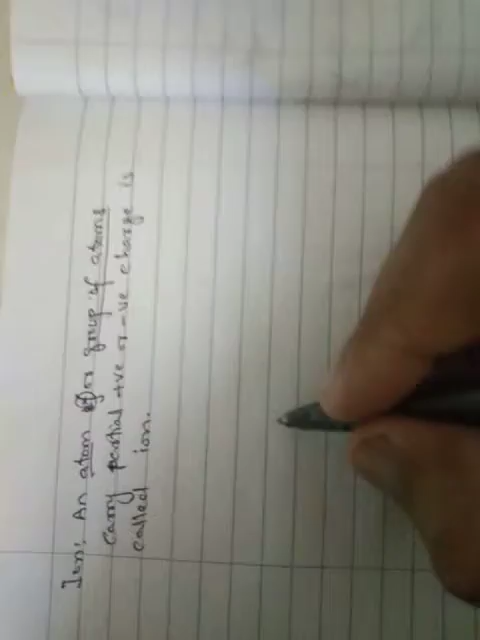 Ion: An atom or group of atoms
carry partial +ve or -ve charge is
called ion.